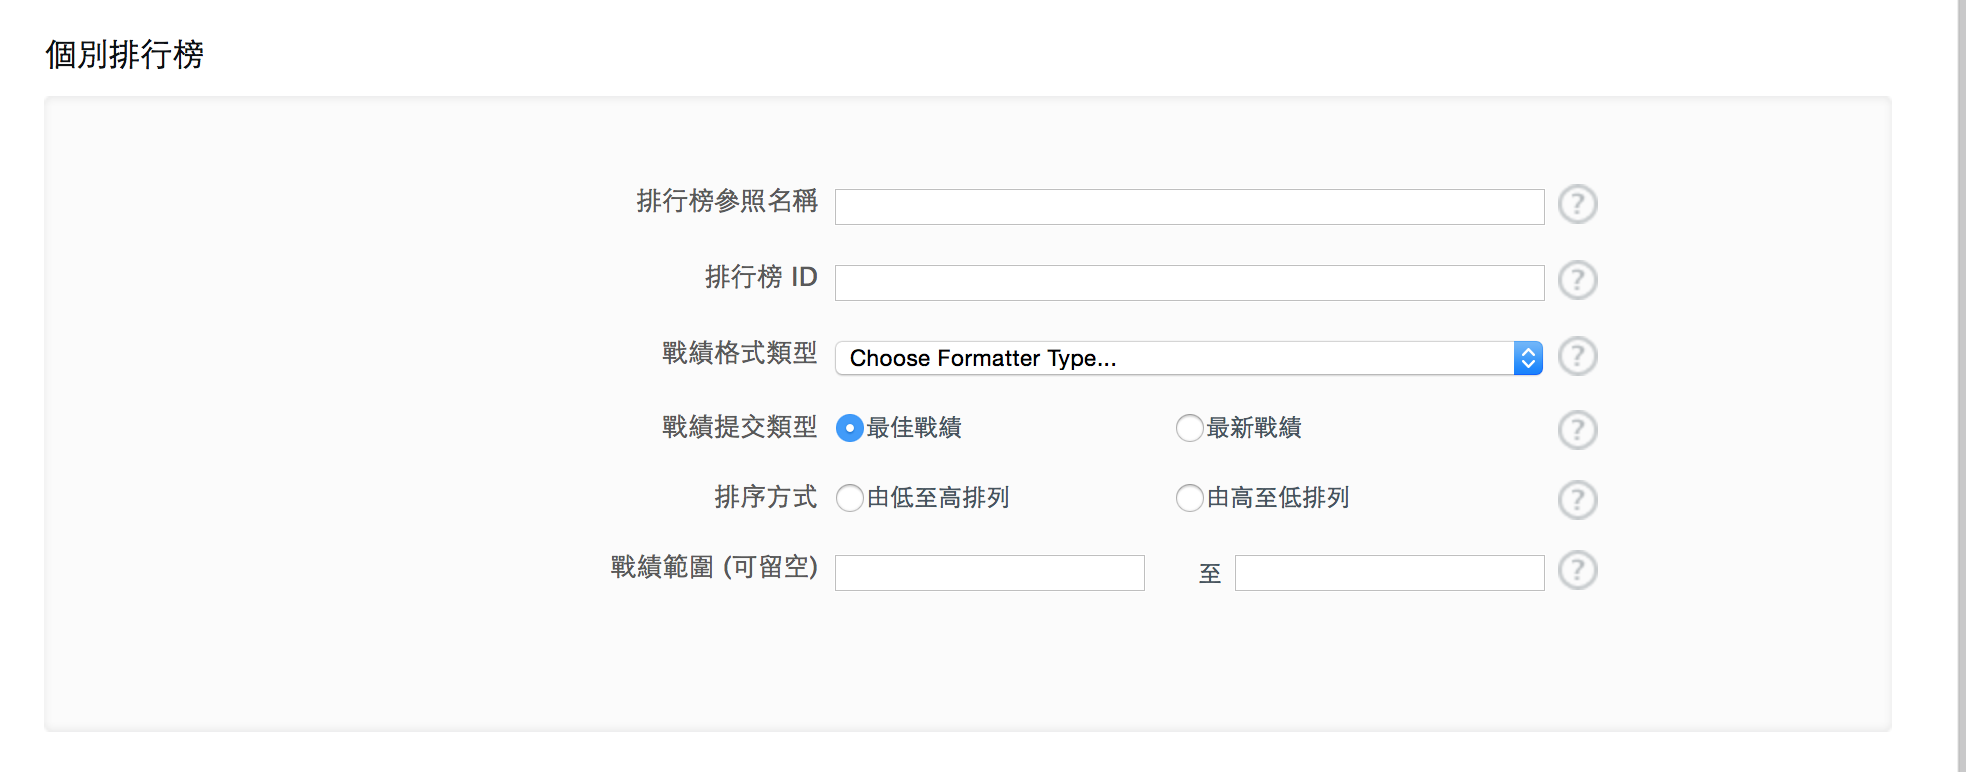 個別排行榜
排行榜參照名稱 ?
排行榜 ID ?
戰績格式類型 Choose Formatter Type... ?
戰績提交類型 最佳戰績 最新戰績 ?
排序方式 由低至高排列 由高至低排列 ?
戰績範圍 (可留空) 至 ?